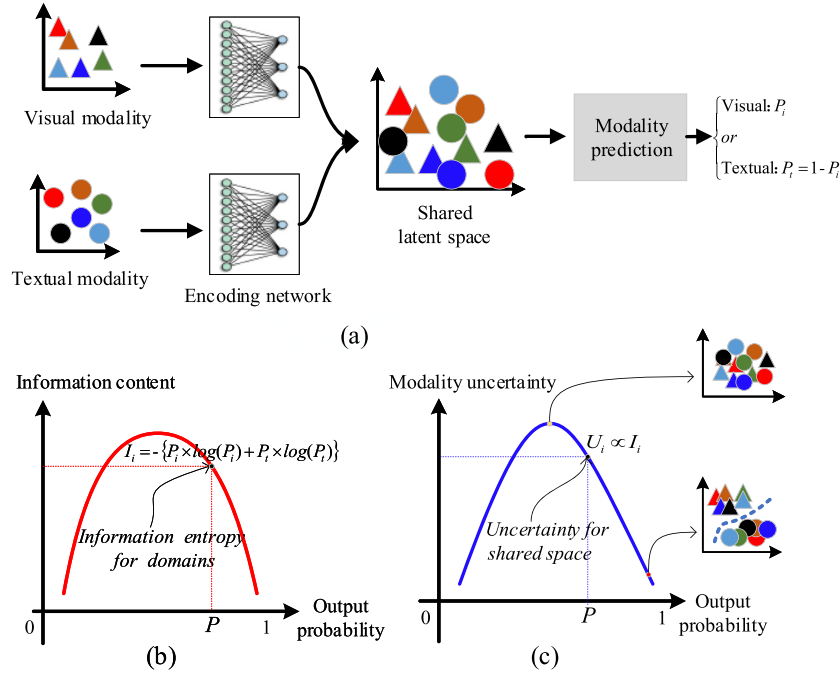 Visual modality
Textual modality
Encoding network
Shared
latent space
Modality
prediction
Visual: P_i
or
Textual: P_t = 1 - P_i
(a)
Information content
I_i = -{P_i × log(P_i) + P_t × log(P_t)}
Information entropy
for domains
0
P
1
Output
probability
(b)
Modality uncertainty
U_i ∝ I_i
Uncertainty for
shared space
0
P
1
Output
probability
(c)